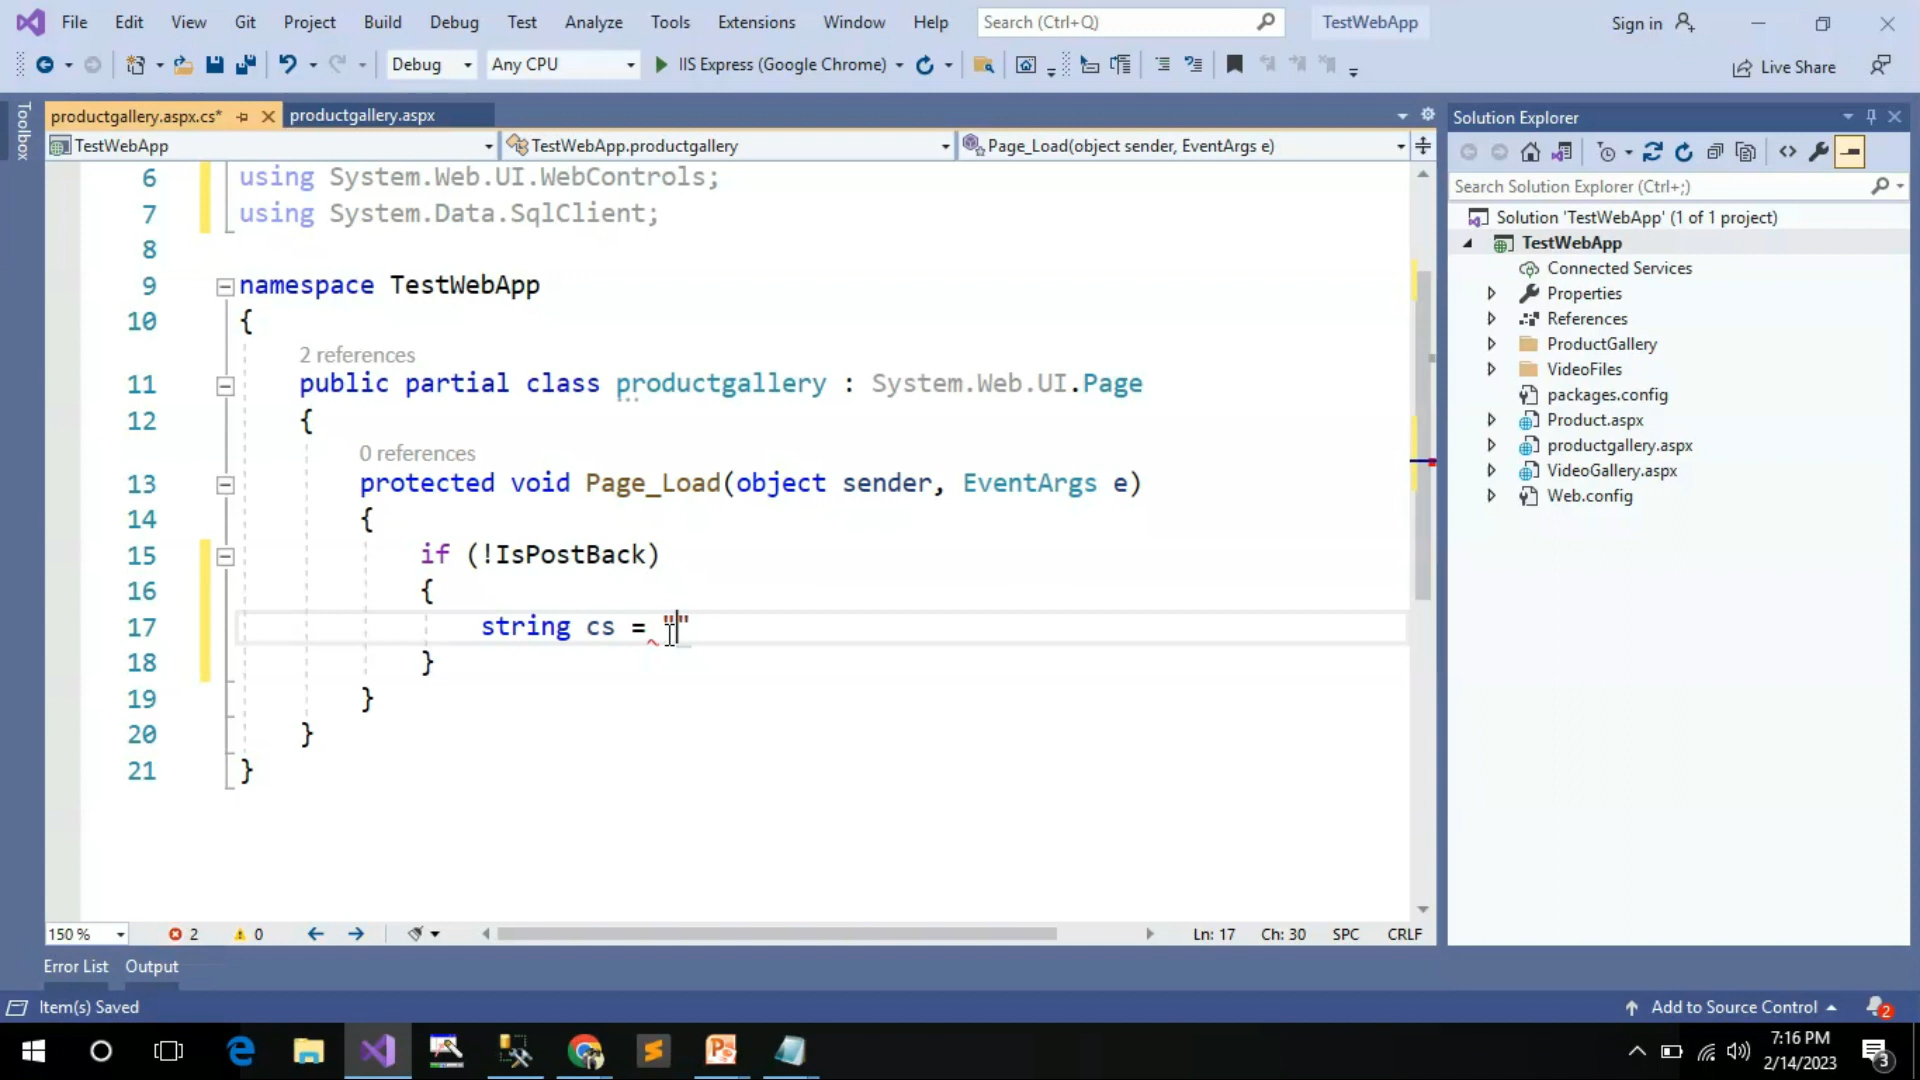 File Edit View Git Project Build Debug Test Analyze Tools Extensions Window Help Search (Ctrl+Q) TestWebApp Sign in
Debug Any CPU IIS Express (Google Chrome) Live Share
Toolbox
productgallery.aspx.cs* productgallery.aspx
TestWebApp TestWebApp.productgallery Page_Load(object sender, EventArgs e)
6 using System.Web.UI.WebControls;
7 using System.Data.SqlClient;
8
9 namespace TestWebApp
10 {
2 references
11 public partial class productgallery : System.Web.UI.Page
12 {
0 references
13 protected void Page_Load(object sender, EventArgs e)
14 {
15 if (!IsPostBack)
16 {
17 string cs = ""
18 }
19 }
20 }
21 }
150 % 2 0 Ln: 17 Ch: 30 SPC CRLF
Solution Explorer
Search Solution Explorer (Ctrl+;)
Solution 'TestWebApp' (1 of 1 project)
TestWebApp
Connected Services
Properties
References
ProductGallery
VideoFiles
packages.config
Product.aspx
productgallery.aspx
VideoGallery.aspx
Web.config
Error List Output
Item(s) Saved Add to Source Control 2
7:16 PM
2/14/2023
3